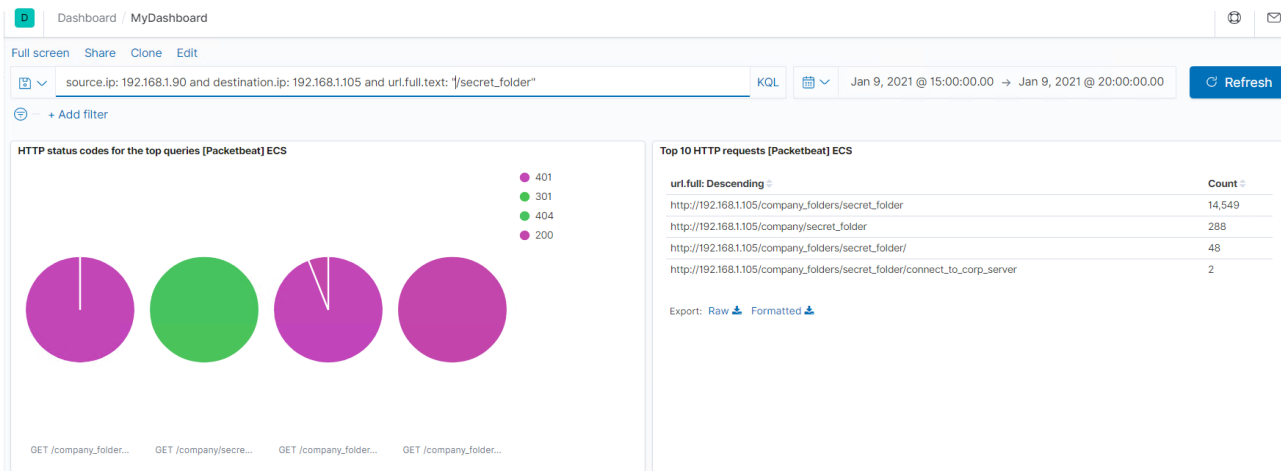 D Dashboard / MyDashboard
Full screen Share Clone Edit
source.ip: 192.168.1.90 and destination.ip: 192.168.1.105 and url.full.text: "/secret_folder" KQL Jan 9, 2021 @ 15:00:00.00 → Jan 9, 2021 @ 20:00:00.00 Refresh
+ Add filter
HTTP status codes for the top queries [Packetbeat] ECS
401
301
404
200
GET /company_folder... GET /company/secre... GET /company_folder... GET /company_folder...
Top 10 HTTP requests [Packetbeat] ECS
url.full: Descending Count
http://192.168.1.105/company_folders/secret_folder 14,549
http://192.168.1.105/company/secret_folder 288
http://192.168.1.105/company_folders/secret_folder/ 48
http://192.168.1.105/company_folders/secret_folder/connect_to_corp_server 2
Export: Raw Formatted